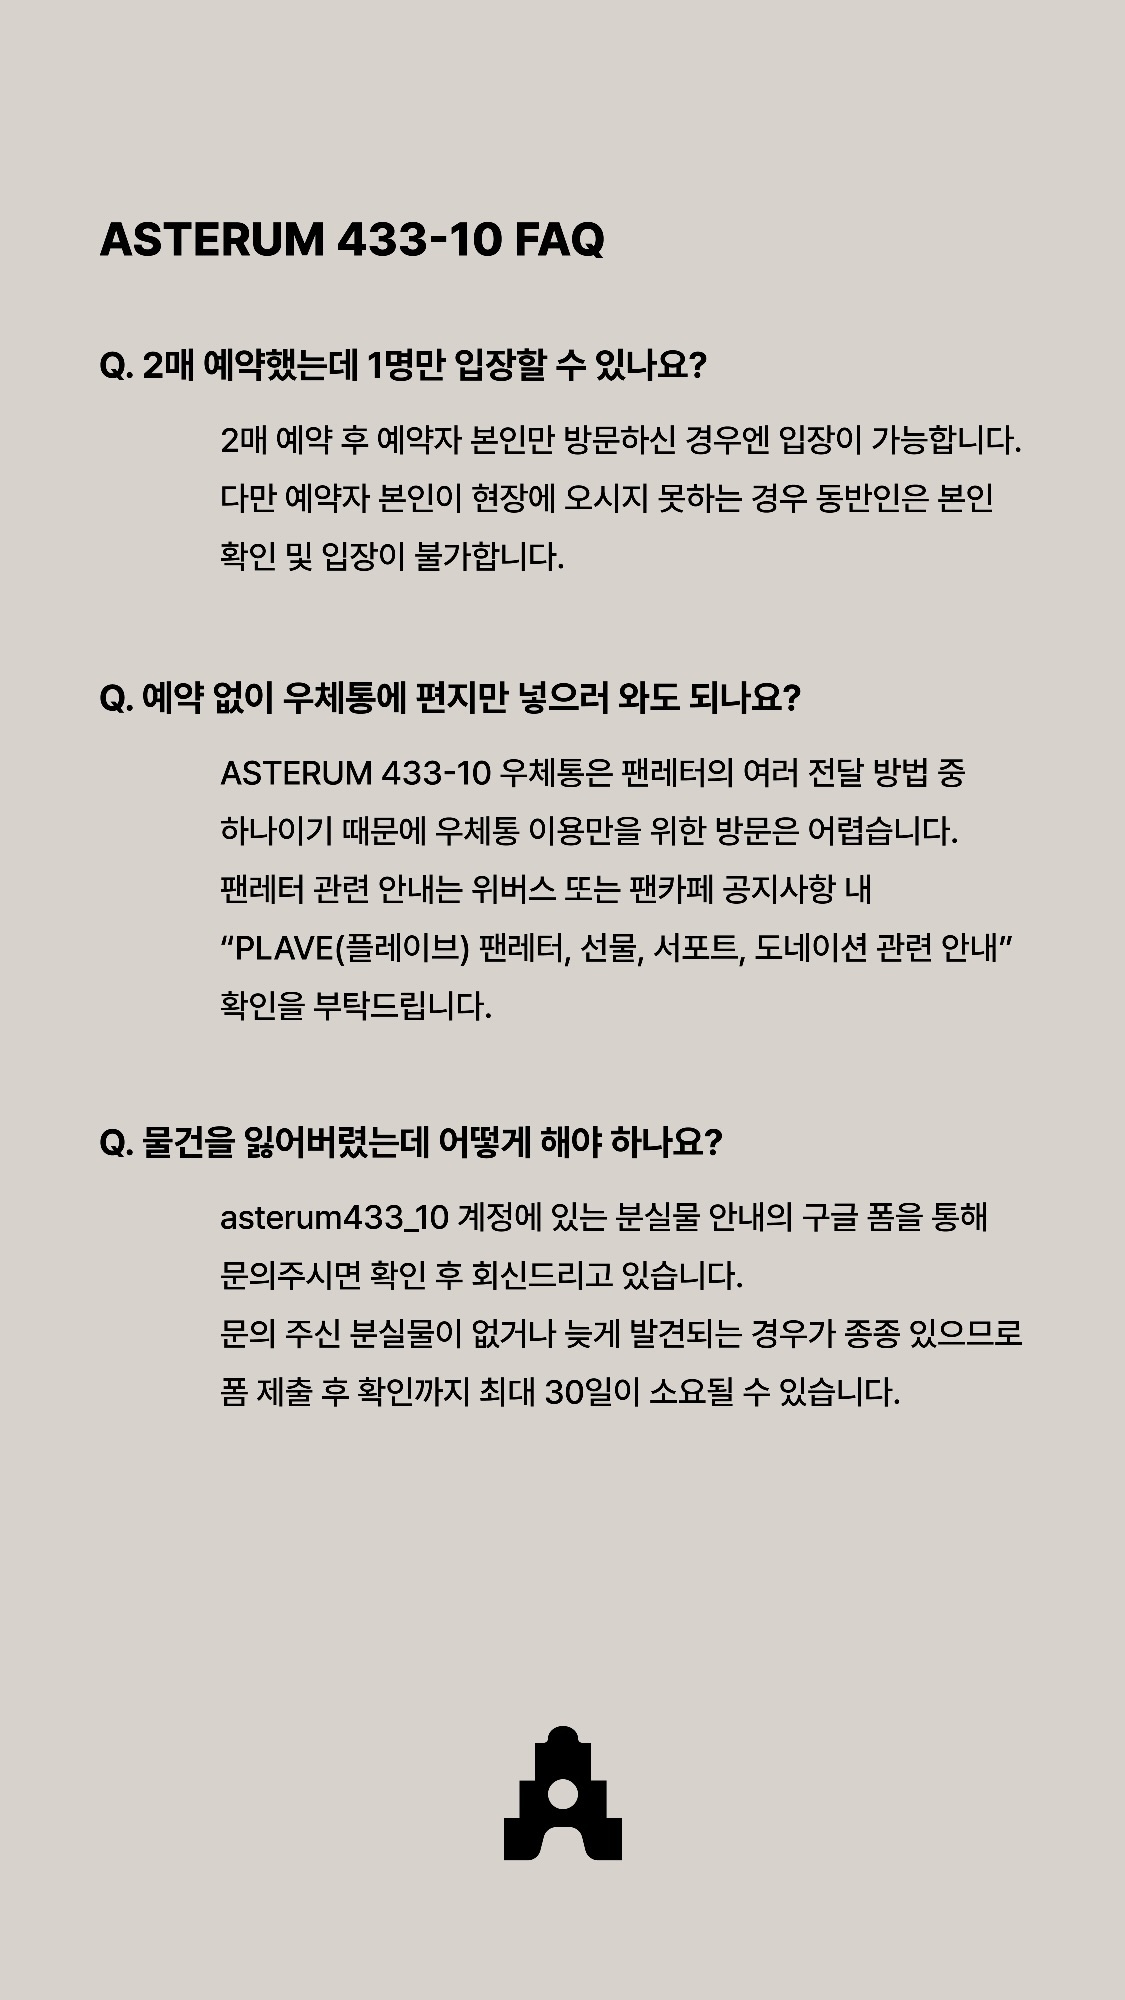 ASTERUM 433-10 FAQ
Q. 2매 예약했는데 1명만 입장할 수 있나요?
2매 예약 후 예약자 본인만 방문하신 경우엔 입장이 가능합니다.
다만 예약자 본인이 현장에 오시지 못하는 경우 동반인은 본인
확인 및 입장이 불가합니다.
Q. 예약 없이 우체통에 편지만 넣으러 와도 되나요?
ASTERUM 433-10 우체통은 팬레터의 여러 전달 방법 중
하나이기 때문에 우체통 이용만을 위한 방문은 어렵습니다.
팬레터 관련 안내는 위버스 또는 팬카페 공지사항 내
“PLAVE(플레이브) 팬레터, 선물, 서포트, 도네이션 관련 안내”
확인을 부탁드립니다.
Q. 물건을 잃어버렸는데 어떻게 해야 하나요?
asterum433_10 계정에 있는 분실물 안내의 구글 폼을 통해
문의주시면 확인 후 회신드리고 있습니다.
문의 주신 분실물이 없거나 늦게 발견되는 경우가 종종 있으므로
폼 제출 후 확인까지 최대 30일이 소요될 수 있습니다.